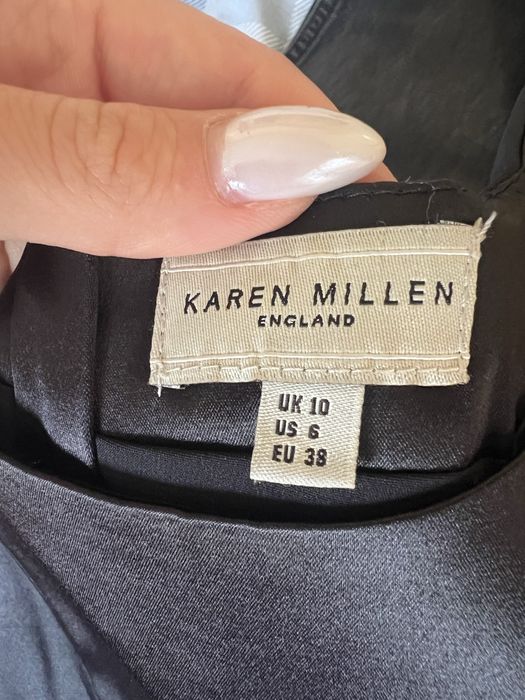 KAREN MILLEN
ENGLAND
UK 10
US 6
EU 38